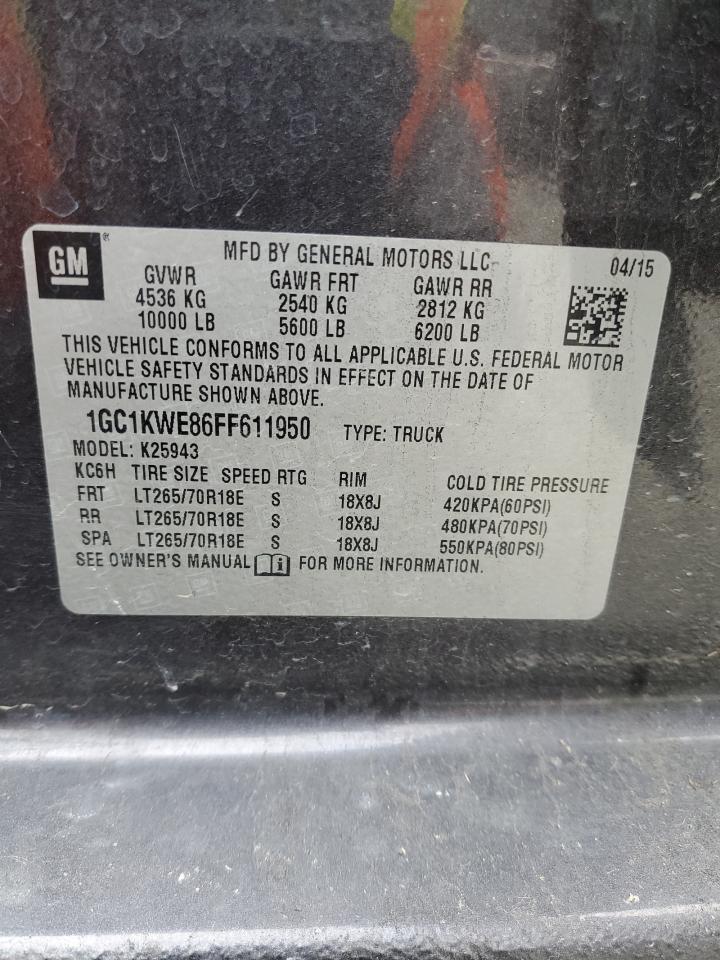 GM ® MFD BY GENERAL MOTORS LLC 04/15
GVWR GAWR FRT GAWR RR
4536 KG 2540 KG 2812 KG
10000 LB 5600 LB 6200 LB
THIS VEHICLE CONFORMS TO ALL APPLICABLE U.S. FEDERAL MOTOR
VEHICLE SAFETY STANDARDS IN EFFECT ON THE DATE OF
MANUFACTURE SHOWN ABOVE.
1GC1KWE86FF611950 TYPE: TRUCK
MODEL: K25943
KC6H TIRE SIZE SPEED RTG RIM COLD TIRE PRESSURE
FRT LT265/70R18E S 18X8J 420KPA(60PSI)
RR LT265/70R18E S 18X8J 480KPA(70PSI)
SPA LT265/70R18E S 18X8J 550KPA(80PSI)
SEE OWNER'S MANUAL i FOR MORE INFORMATION.